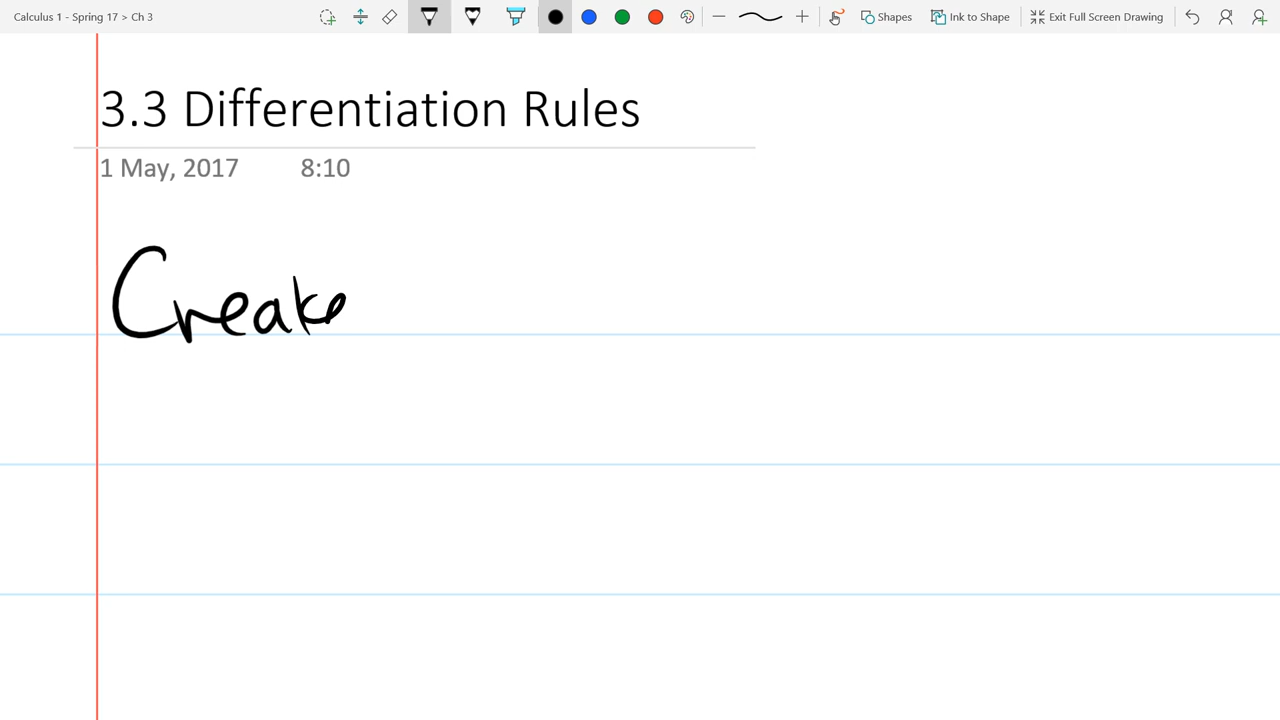 Calculus 1 - Spring 17 > Ch 3
Shapes
Ink to Shape
Exit Full Screen Drawing
3.3 Differentiation Rules
1 May, 2017 8:10
Create